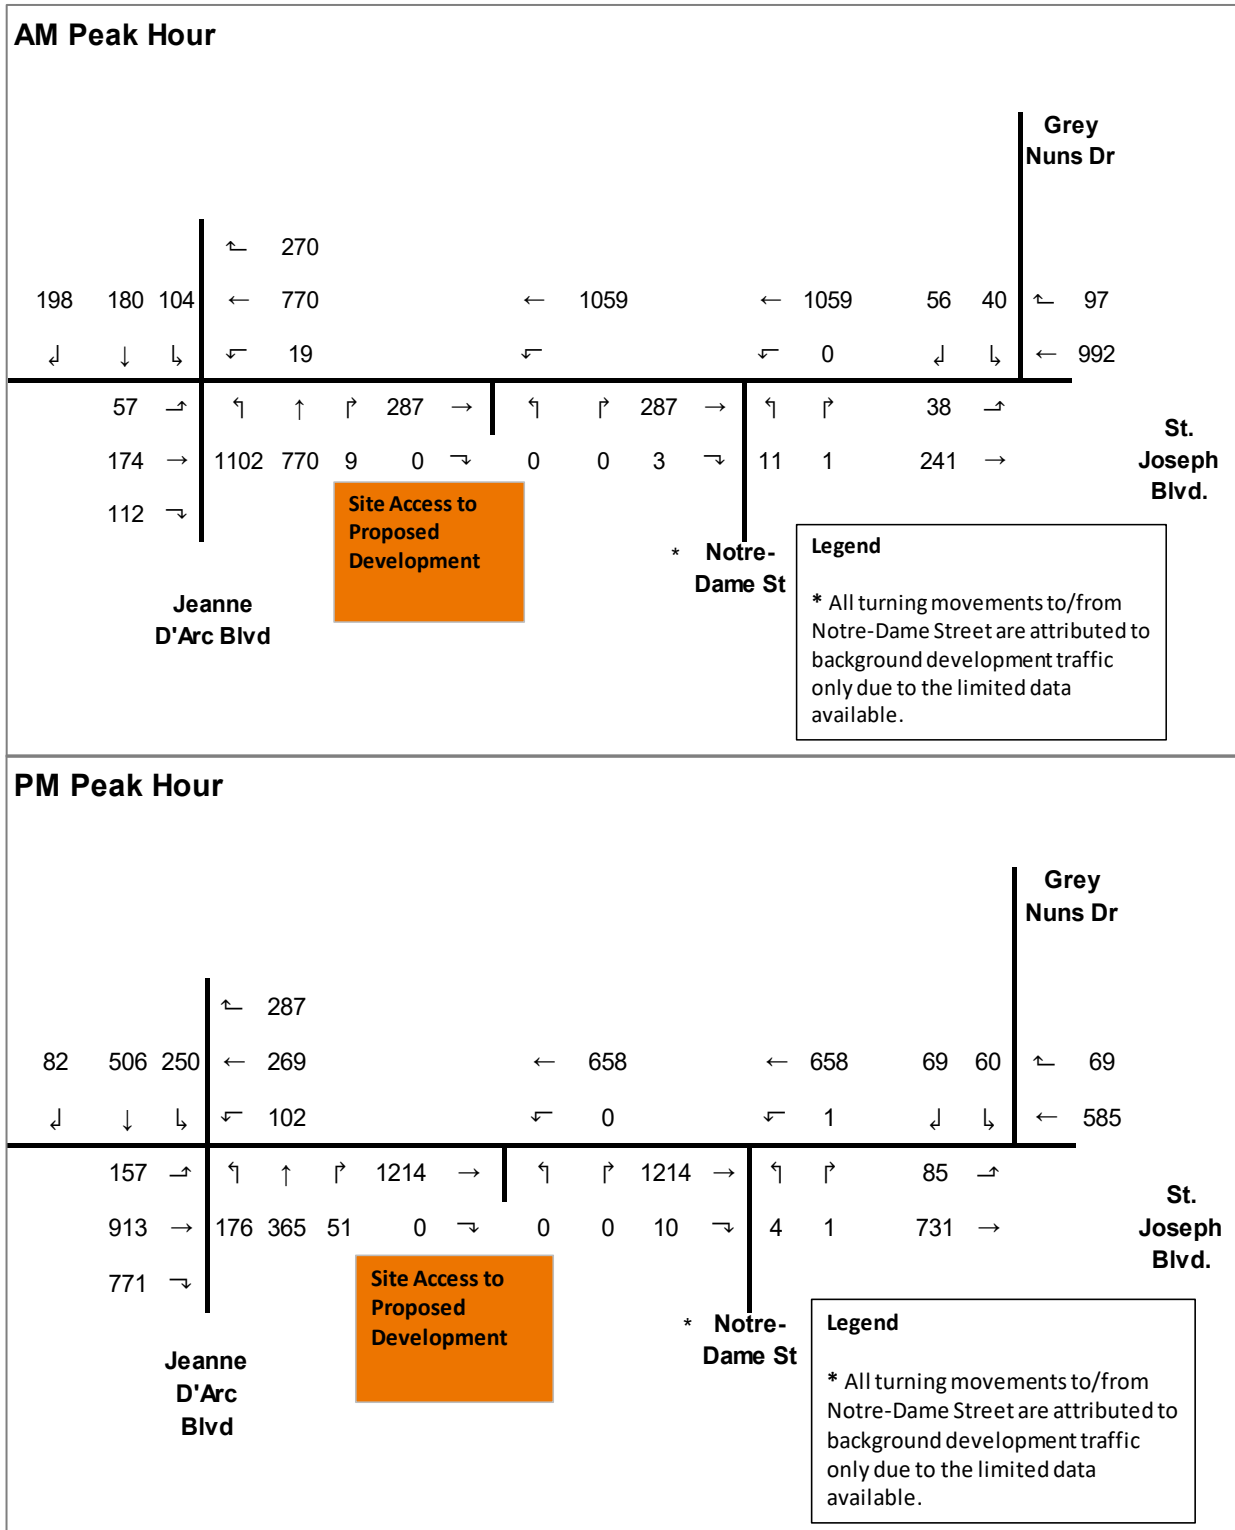 AM Peak Hour
Grey
Nuns Dr
↰ 270
198 180 104 ← 770 ← 1059 ← 1059 56 40 97
19 0 ← 992
57 287 → 287 → 38
174 → 1102 770 9 0 0 0 3 11 1 241 →
112
St.
Joseph
Blvd.
Site Access to
Proposed
Development
* Notre-
Dame St
Jeanne
D'Arc Blvd
Legend
* All turning movements to/from
Notre-Dame Street are attributed to
background development traffic
only due to the limited data
available.
PM Peak Hour
Grey
Nuns Dr
287
82 506 250 ← 269 ← 658 ← 658 69 60 69
↓ 102 0 1 ← 585
157 ↑ 1214 → 1214 → 85
913 → 176 365 51 0 0 0 10 4 1 731 →
771
St.
Joseph
Blvd.
Site Access to
Proposed
Development
* Notre-
Dame St
Jeanne
D'Arc
Blvd
Legend
* All turning movements to/from
Notre-Dame Street are attributed to
background development traffic
only due to the limited data
available.